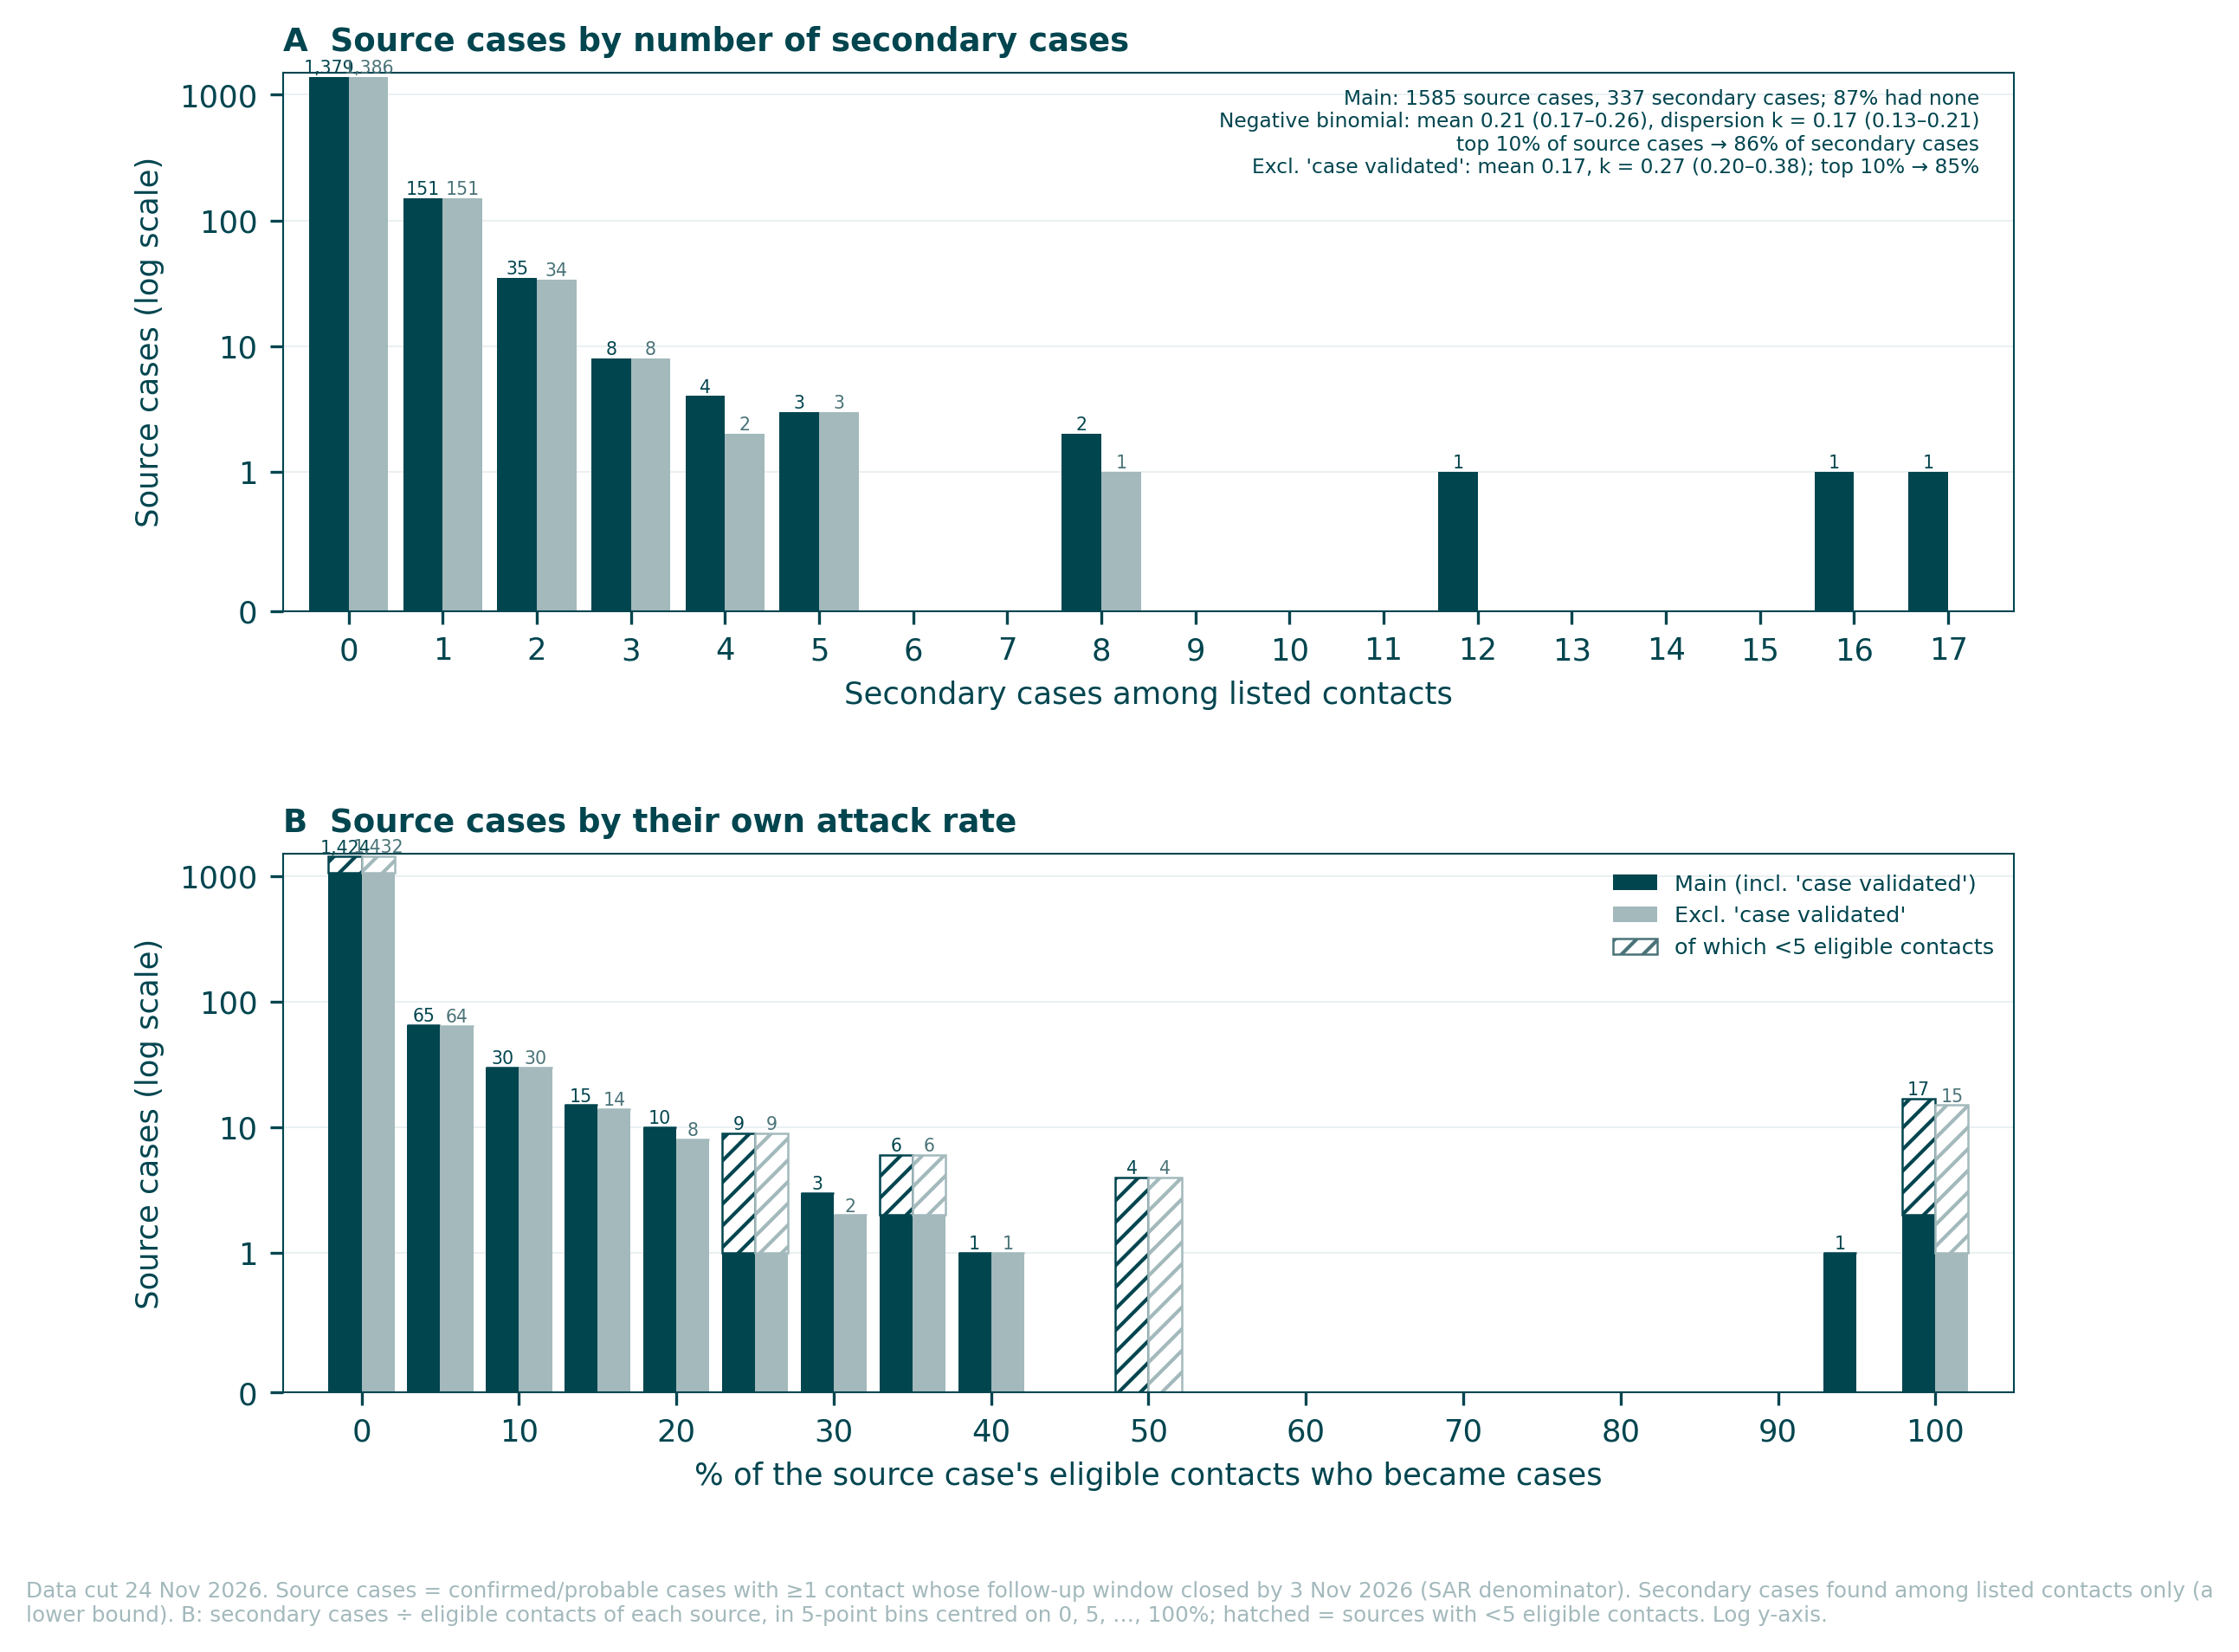 A Source cases by number of secondary cases
1,379 1,386
1000
Main: 1585 source cases, 337 secondary cases; 87% had none
Negative binomial: mean 0.21 (0.17–0.26), dispersion k = 0.17 (0.13–0.21)
top 10% of source cases → 86% of secondary cases
Excl. 'case validated': mean 0.17, k = 0.27 (0.20–0.38); top 10% → 85%
151 151
100
35 34
10
8 8
4 2
3 3
2 1
1
1
1
1
0
Source cases (log scale)
0 1 2 3 4 5 6 7 8 9 10 11 12 13 14 15 16 17
Secondary cases among listed contacts
B Source cases by their own attack rate
1,424 1,432
1000
Main (incl. 'case validated')
Excl. 'case validated'
of which <5 eligible contacts
100
65 64
30 30
15 14
10 8
10
9 9
3 2
6 6
1 1
4 4
1
17 15
1
0
Source cases (log scale)
0 10 20 30 40 50 60 70 80 90 100
% of the source case's eligible contacts who became cases
Data cut 24 Nov 2026. Source cases = confirmed/probable cases with ≥1 contact whose follow-up window closed by 3 Nov 2026 (SAR denominator). Secondary cases found among listed contacts only (a
lower bound). B: secondary cases ÷ eligible contacts of each source, in 5-point bins centred on 0, 5, …, 100%; hatched = sources with <5 eligible contacts. Log y-axis.